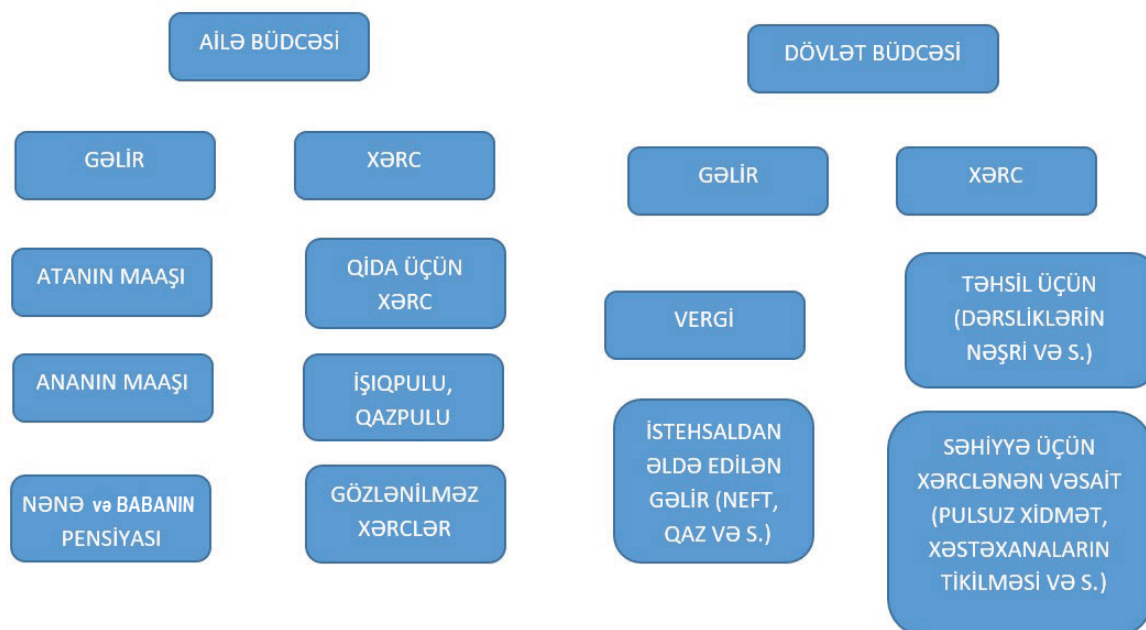 AİLƏ BÜDCƏSİ
GƏLİR
XƏRC
ATANIN MAAŞI
QİDA ÜÇÜN
XƏRC
ANANIN MAAŞI
İŞIQPULU,
QAZPULU
NƏNƏ və BABANIN
PENSİYASI
GÖZLƏNİLMƏZ
XƏRCLƏR
DÖVLƏT BÜDCƏSİ
GƏLİR
XƏRC
VERGİ
TƏHSİL ÜÇÜN
(DƏRSLİKLƏRİN
NƏŞRİ VƏ S.)
İSTEHSALDAN
ƏLDƏ EDİLƏN
GƏLİR (NEFT,
QAZ VƏ S.)
SƏHİYYƏ ÜÇÜN
XƏRCLƏNƏN VƏSAİT
(PULSUZ XİDMƏT,
XƏSTƏXANALARIN
TİKİLMƏSİ VƏ S.)